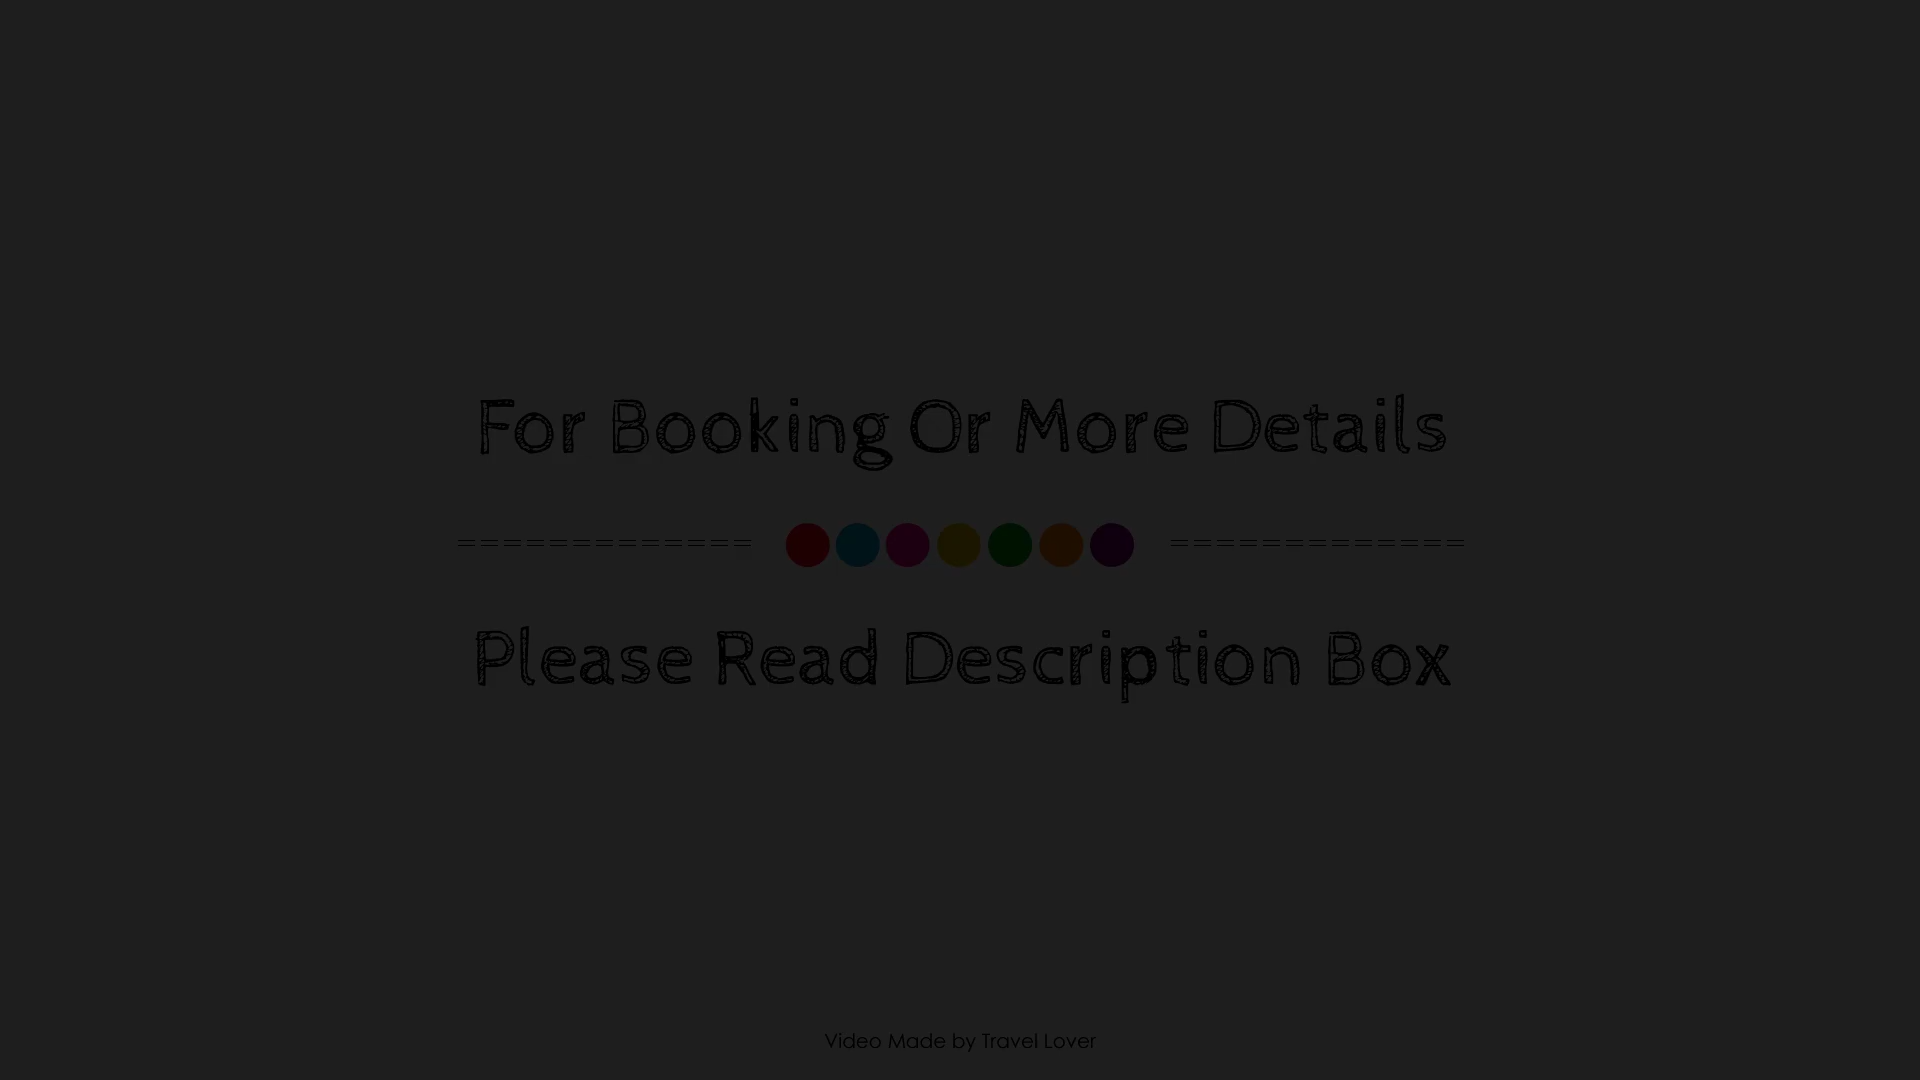 For Booking Or More Details
============= =============
Please Read Description Box
Video Made by Travel Lover